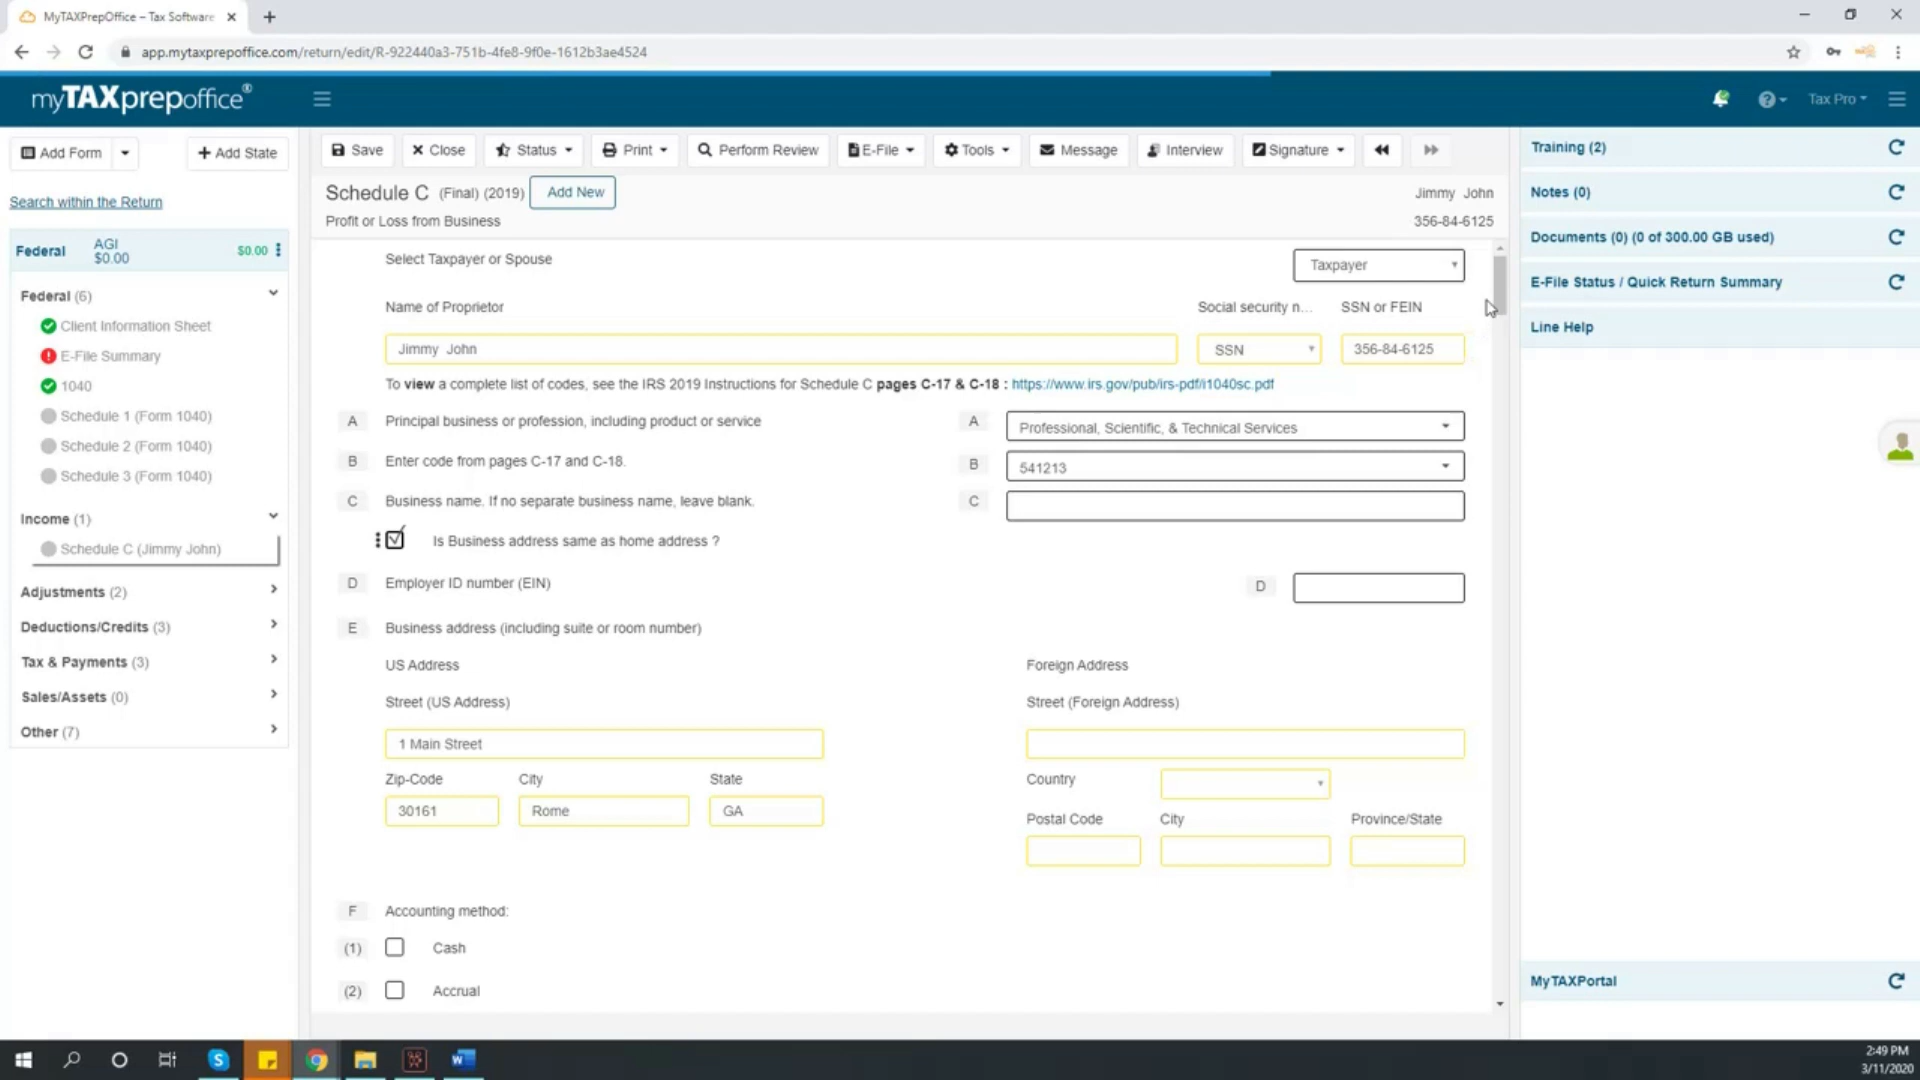 MyTAXPrepOffice – Tax Software
app.mytaxprepoffice.com/return/edit/R-922440a3-751b-4fe8-9f0e-1612b3ae4524
myTAXprepoffice®
Tax Pro
Add Form
+ Add State
Save
Close
Status
Print
Perform Review
E-File
Tools
Message
Interview
Signature
Search within the Return
Federal AGI $0.00 $0.00
Federal (6)
Client Information Sheet
E-File Summary
1040
Schedule 1 (Form 1040)
Schedule 2 (Form 1040)
Schedule 3 (Form 1040)
Income (1)
Schedule C (Jimmy John)
Adjustments (2)
Deductions/Credits (3)
Tax & Payments (3)
Sales/Assets (0)
Other (7)
Schedule C (Final) (2019) Add New
Jimmy John
Profit or Loss from Business
356-84-6125
Select Taxpayer or Spouse
Taxpayer
Name of Proprietor
Social security n...
SSN or FEIN
Jimmy John
SSN
356-84-6125
To view a complete list of codes, see the IRS 2019 Instructions for Schedule C pages C-17 & C-18 : https://www.irs.gov/pub/irs-pdf/i1040sc.pdf
A Principal business or profession, including product or service A Professional, Scientific, & Technical Services
B Enter code from pages C-17 and C-18. B 541213
C Business name. If no separate business name, leave blank. C
Is Business address same as home address ?
D Employer ID number (EIN) D
E Business address (including suite or room number)
US Address
Foreign Address
Street (US Address)
Street (Foreign Address)
1 Main Street
Zip-Code City State
Country
30161 Rome GA
Postal Code City Province/State
F Accounting method:
(1) Cash
(2) Accrual
Training (2)
Notes (0)
Documents (0) (0 of 300.00 GB used)
E-File Status / Quick Return Summary
Line Help
MyTAXPortal
2:49 PM
3/11/2020